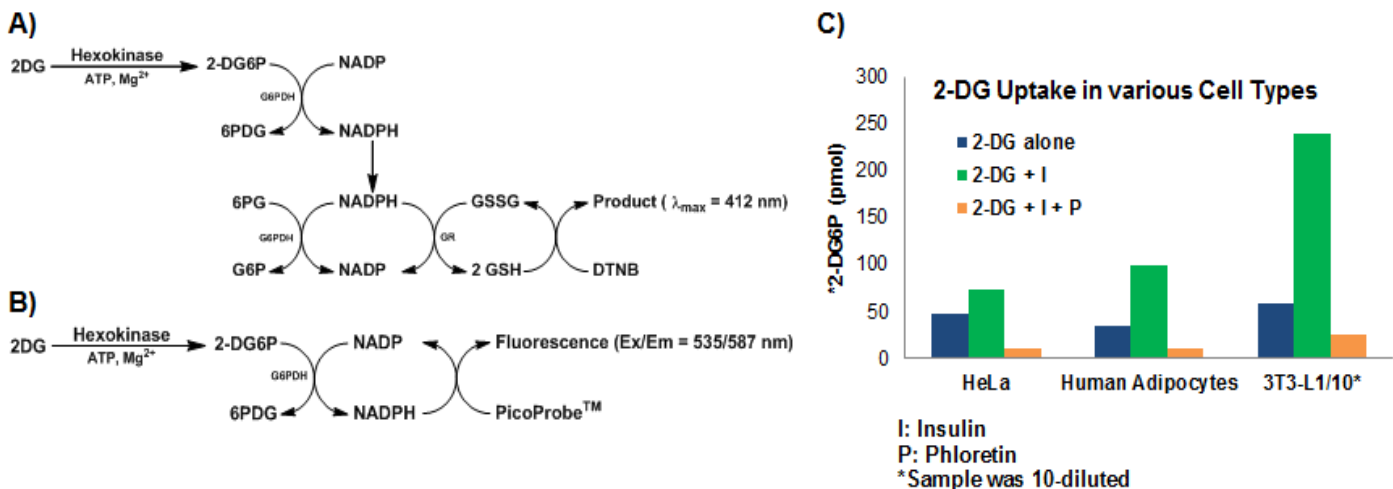 A)
2DG
Hexokinase
ATP, Mg²⁺
2-DG6P
NADP
G6PDH
6PDG
NADPH
6PG
NADPH
GSSG
Product ( λmax = 412 nm)
G6PDH
GR
G6P
NADP
2 GSH
DTNB
B)
2DG
Hexokinase
ATP, Mg²⁺
2-DG6P
NADP
Fluorescence (Ex/Em = 535/587 nm)
G6PDH
6PDG
NADPH
PicoProbe™
C)
2-DG Uptake in various Cell Types
2-DG alone
2-DG + I
2-DG + I + P
*2-DG6P (pmol)
300
250
200
150
100
50
0
HeLa
Human Adipocytes
3T3-L1/10*
I: Insulin
P: Phloretin
*Sample was 10-diluted